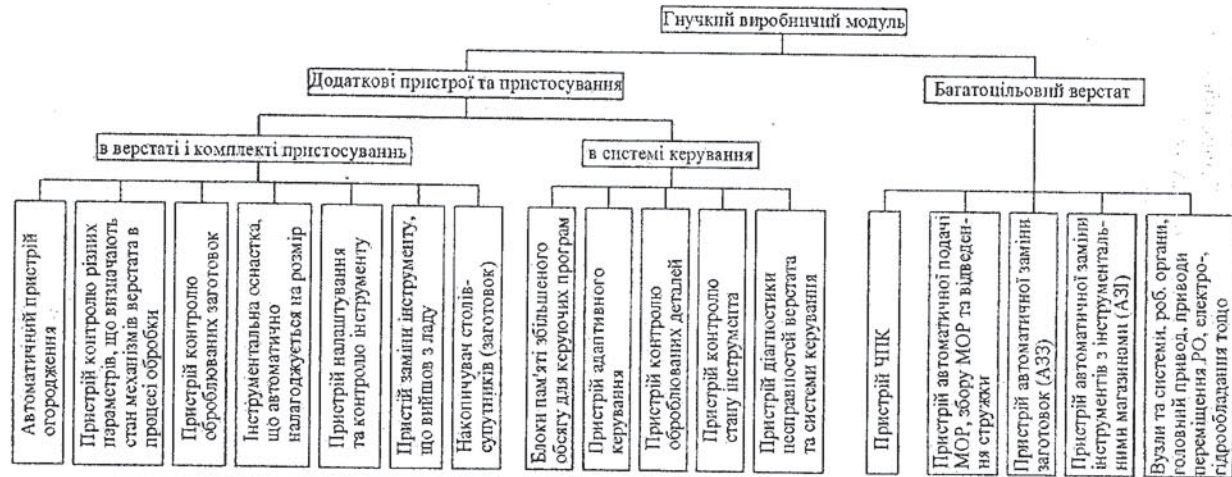 Гнучкий виробничий модуль
Додаткові пристрої та пристосування
Багатоцільовий верстат
в верстаті і комплекті пристосуваннь
в системі керування
Автоматичний пристрій
огородження
Пристрій контролю різних
параметрів, що визначають
стан механізмів верстата в
процесі обробки
Пристрій контролю
оброблюваних заготовок
Інструментальна оснастка,
що автоматично
налагоджується на розмір
Пристрій налаштування
та контролю інструменту
Пристій заміни інструменту,
що вийшов з ладу
Накопичувач столів-
супутників (заготовок)
Блоки пам'яті збільшеного
обсягу для керуючих програм
Пристрій адаптивного
керування
Пристрій контролю
оброблюваних деталей
Пристрій контролю
стану інструмента
Пристрій діагностики
несправностей верстата
та системи керування
Пристрій ЧПК
Пристрій автоматичної подачі
МОР, збору МОР та відведен-
ня стружки
Пристрій автоматичної заміни
заготовок (АЗЗ)
Пристрій автоматичної заміни
інструментів з інструменталь-
ними магазинами (АЗІ)
Вузли та системи, роб. органи,
головний привод, приводи
переміщення РО, електро-,
гідрообладання тощо